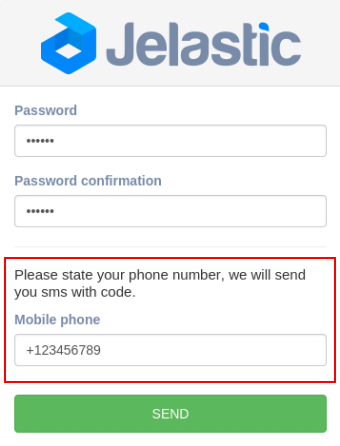 Jelastic
Password
••••••
Password confirmation
••••••
Please state your phone number, we will send
you sms with code.
Mobile phone
+123456789
SEND